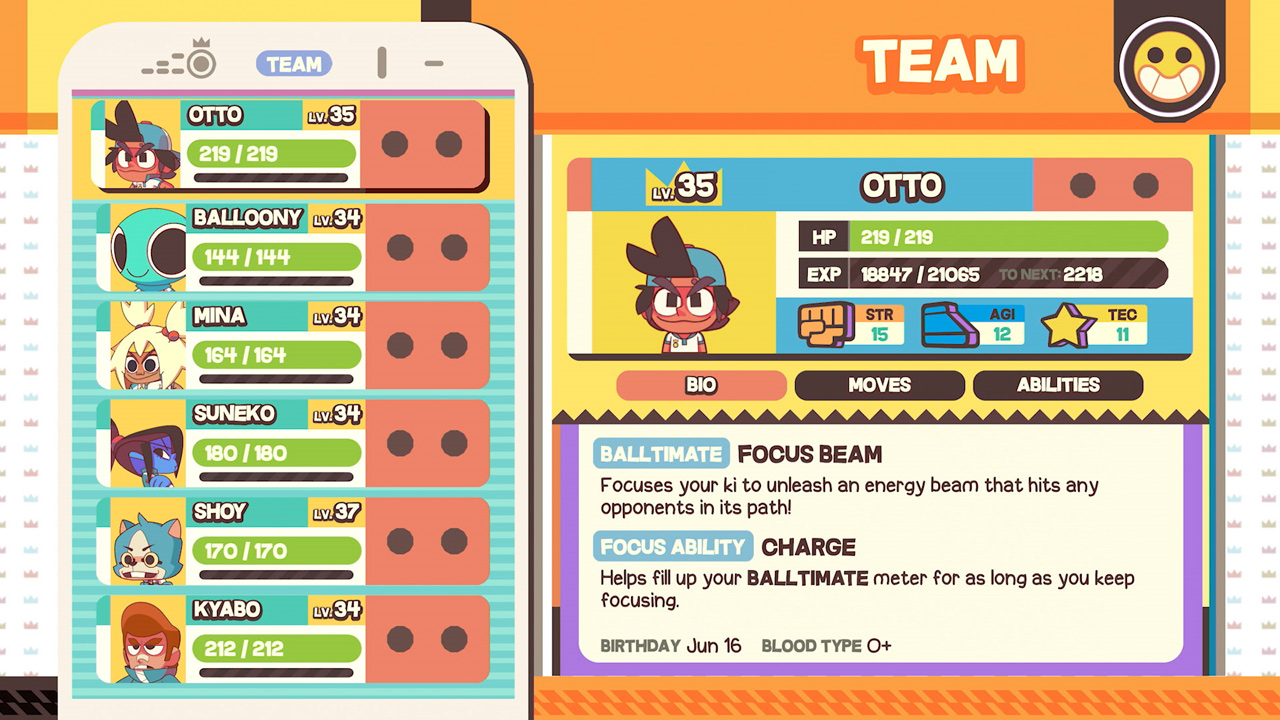 TEAM
OTTO LV.35
219 / 219
BALLOONY LV.34
144 / 144
MINA LV.34
164 / 164
SUNEKO LV.34
180 / 180
SHOY LV.37
170 / 170
KYABO LV.34
212 / 212
TEAM
LV.35 OTTO
HP 219 / 219
EXP 18847 / 21065 TO NEXT: 2218
STR 15
AGI 12
TEC 11
BIO MOVES ABILITIES
BALLTIMATE FOCUS BEAM
Focuses your ki to unleash an energy beam that hits any
opponents in its path!
FOCUS ABILITY CHARGE
Helps fill up your BALLTIMATE meter for as long as you keep
focusing.
BIRTHDAY Jun 16 BLOOD TYPE O+